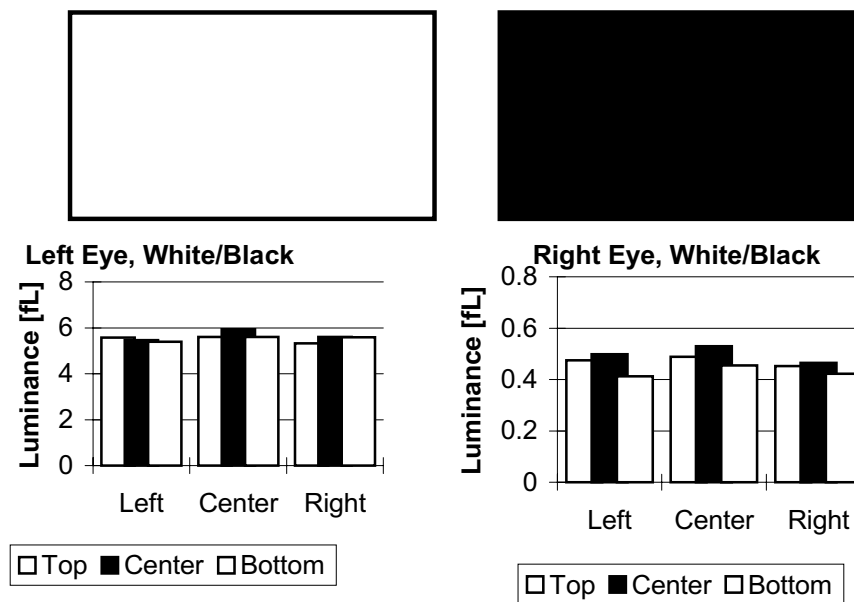 Left Eye, White/Black
Luminance [fL]
8
6
4
2
0
Left Center Right
Top Center Bottom
Right Eye, White/Black
Luminance [fL]
0.8
0.6
0.4
0.2
0
Left Center Right
Top Center Bottom